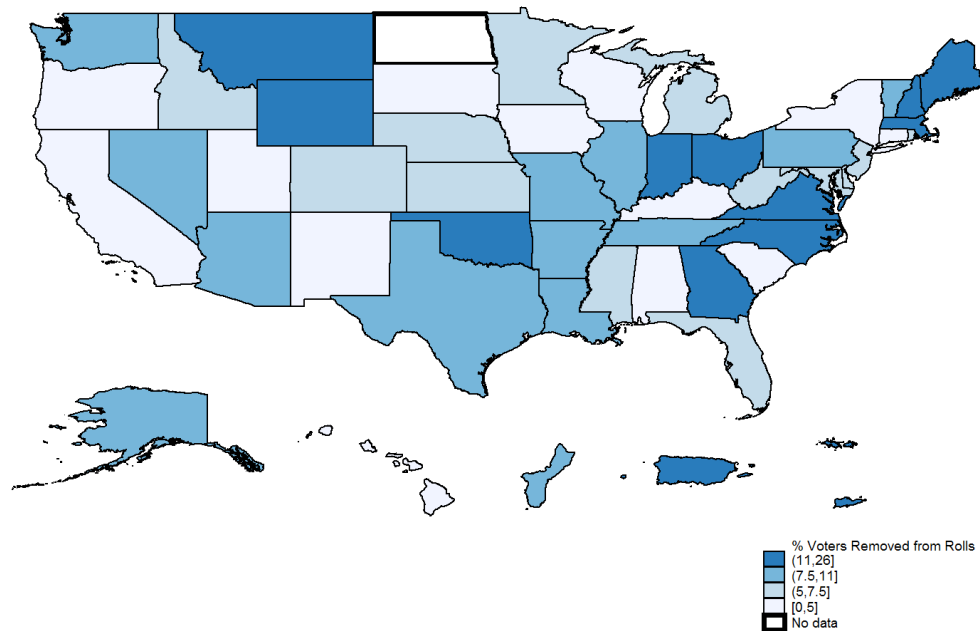 % Voters Removed from Rolls
(11,26]
(7.5,11]
(5,7.5]
[0,5]
No data